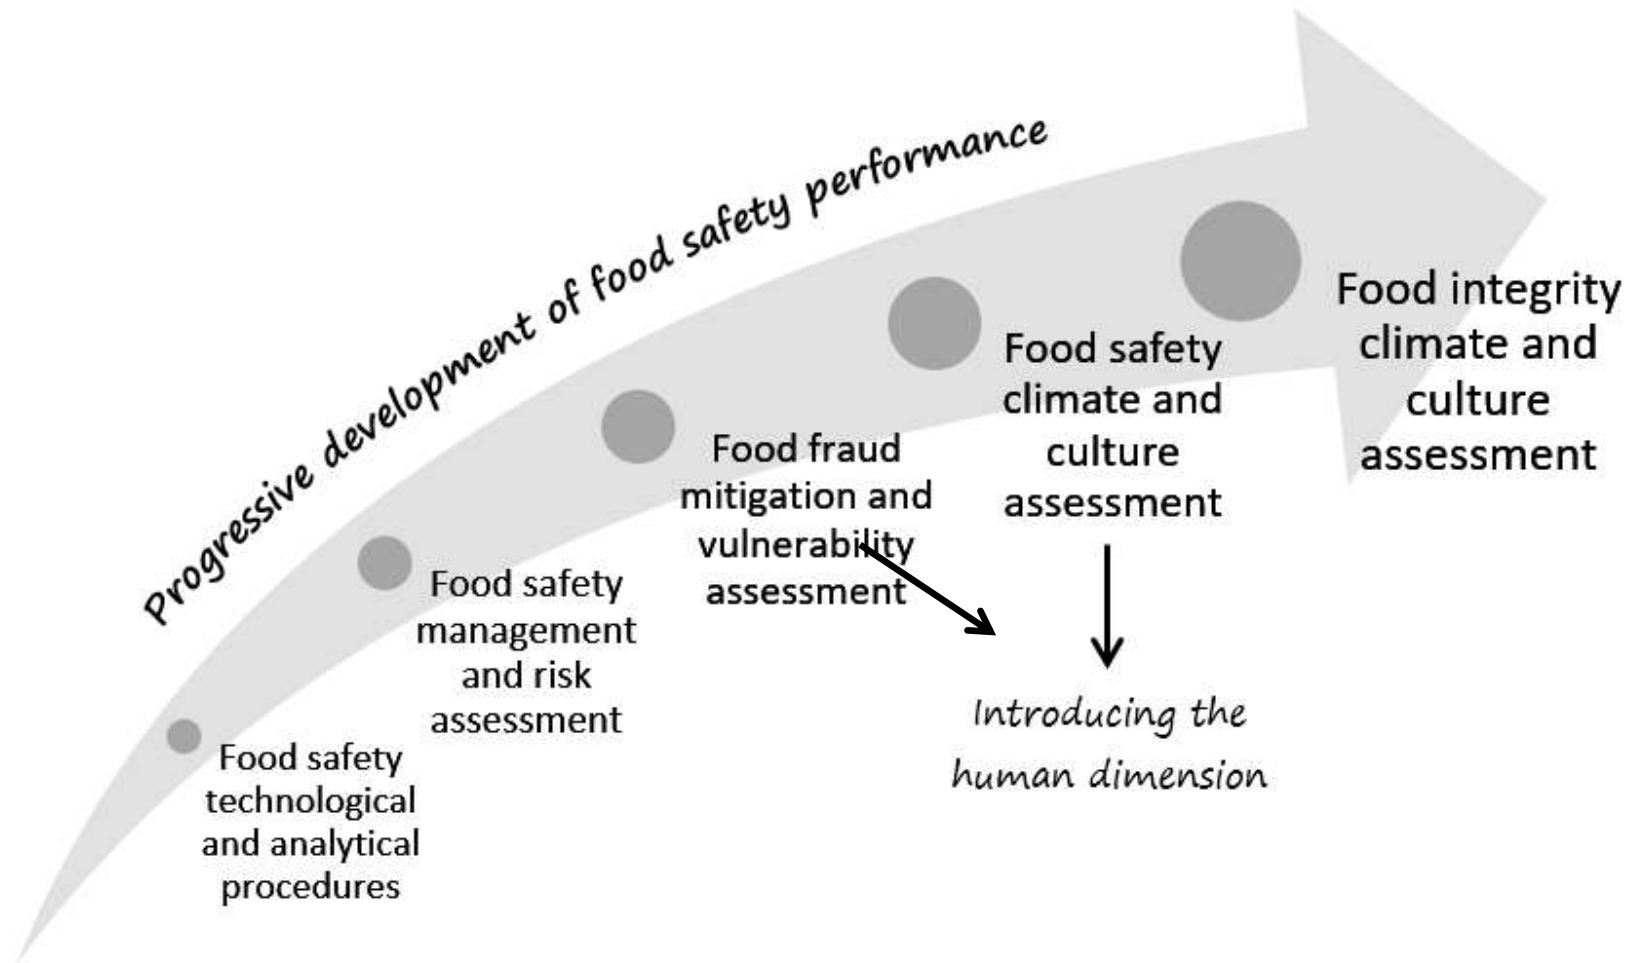 Progressive development of food safety performance
Food safety
technological
and analytical
procedures
Food safety
management
and risk
assessment
Food fraud
mitigation and
vulnerability
assessment
Food safety
climate and
culture
assessment
Food integrity
climate and
culture
assessment
Introducing the
human dimension